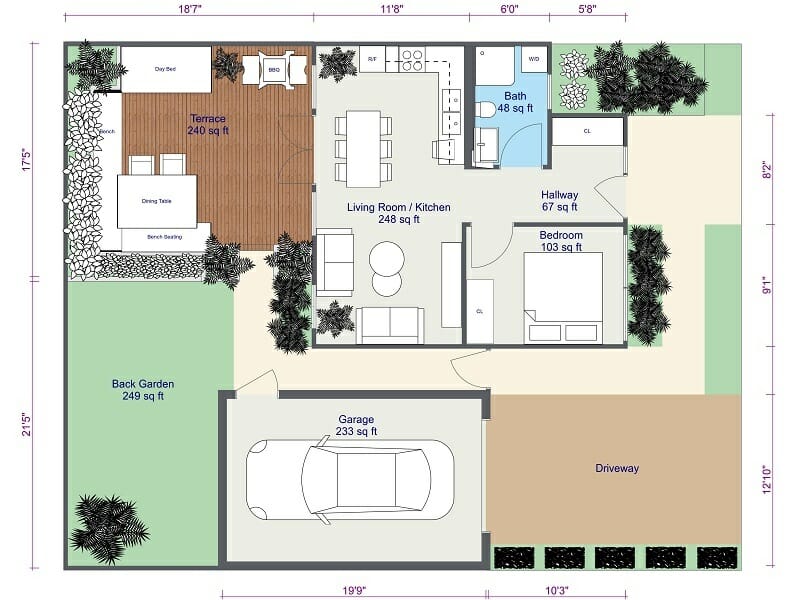 18'7"
11'8"
6'0"
5'8"
Day Bed
BBQ
R/F
W/D
Bath
48 sq ft
Terrace
240 sq ft
Bench
CL
17'5"
8'2"
Dining Table
Living Room / Kitchen
248 sq ft
Hallway
67 sq ft
Bench Seating
Bedroom
103 sq ft
9'1"
CL
Back Garden
249 sq ft
21'5"
Garage
233 sq ft
Driveway
12'10"
19'9"
10'3"